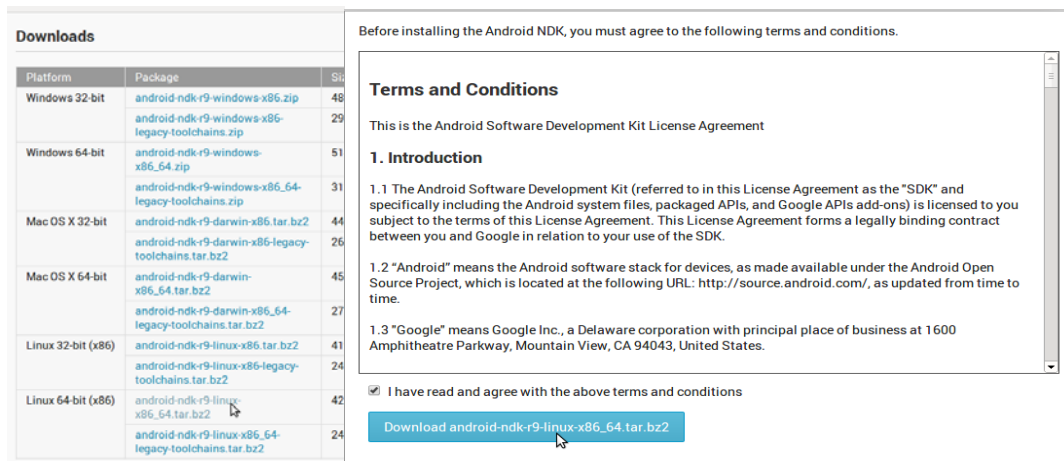 Downloads
Platform Package Siz
Windows 32-bit android-ndk-r9-windows-x86.zip 48
android-ndk-r9-windows-x86- 29
legacy-toolchains.zip
Windows 64-bit android-ndk-r9-windows- 51
x86_64.zip
android-ndk-r9-windows-x86_64- 31
legacy-toolchains.zip
Mac OS X 32-bit android-ndk-r9-darwin-x86.tar.bz2 44
android-ndk-r9-darwin-x86-legacy- 26
toolchains.tar.bz2
Mac OS X 64-bit android-ndk-r9-darwin- 45
x86_64.tar.bz2
android-ndk-r9-darwin-x86_64- 27
legacy-toolchains.tar.bz2
Linux 32-bit (x86) android-ndk-r9-linux-x86.tar.bz2 41
android-ndk-r9-linux-x86-legacy- 24
toolchains.tar.bz2
Linux 64-bit (x86) android-ndk-r9-linux- 42
x86_64.tar.bz2
android-ndk-r9-linux-x86_64- 24
legacy-toolchains.tar.bz2
Before installing the Android NDK, you must agree to the following terms and conditions.
Terms and Conditions
This is the Android Software Development Kit License Agreement
1. Introduction
1.1 The Android Software Development Kit (referred to in this License Agreement as the "SDK" and
specifically including the Android system files, packaged APIs, and Google APIs add-ons) is licensed to you
subject to the terms of this License Agreement. This License Agreement forms a legally binding contract
between you and Google in relation to your use of the SDK.
1.2 “Android” means the Android software stack for devices, as made available under the Android Open
Source Project, which is located at the following URL: http://source.android.com/, as updated from time to
time.
1.3 "Google" means Google Inc., a Delaware corporation with principal place of business at 1600
Amphitheatre Parkway, Mountain View, CA 94043, United States.
I have read and agree with the above terms and conditions
Download android-ndk-r9-linux-x86_64.tar.bz2